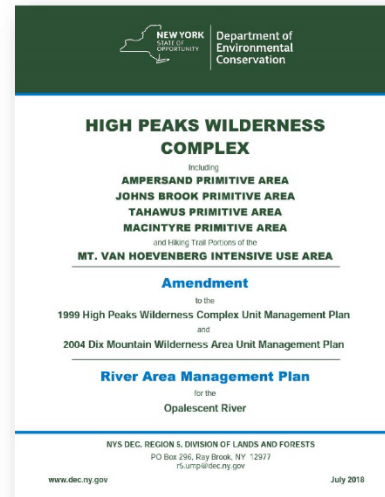 NEW YORK
STATE OF
OPPORTUNITY
Department of
Environmental
Conservation
HIGH PEAKS WILDERNESS
COMPLEX
Including
AMPERSAND PRIMITIVE AREA
JOHNS BROOK PRIMITIVE AREA
TAHAWUS PRIMITIVE AREA
MACINTYRE PRIMITIVE AREA
and Hiking Trail Portions of the
MT. VAN HOEVENBERG INTENSIVE USE AREA
Amendment
to the
1999 High Peaks Wilderness Complex Unit Management Plan
and
2004 Dix Mountain Wilderness Area Unit Management Plan
River Area Management Plan
for the
Opalescent River
NYS DEC, REGION 5, DIVISION OF LANDS AND FORESTS
PO Box 296, Ray Brook, NY 12977
r5.ump@dec.ny.gov
www.dec.ny.gov July 2018